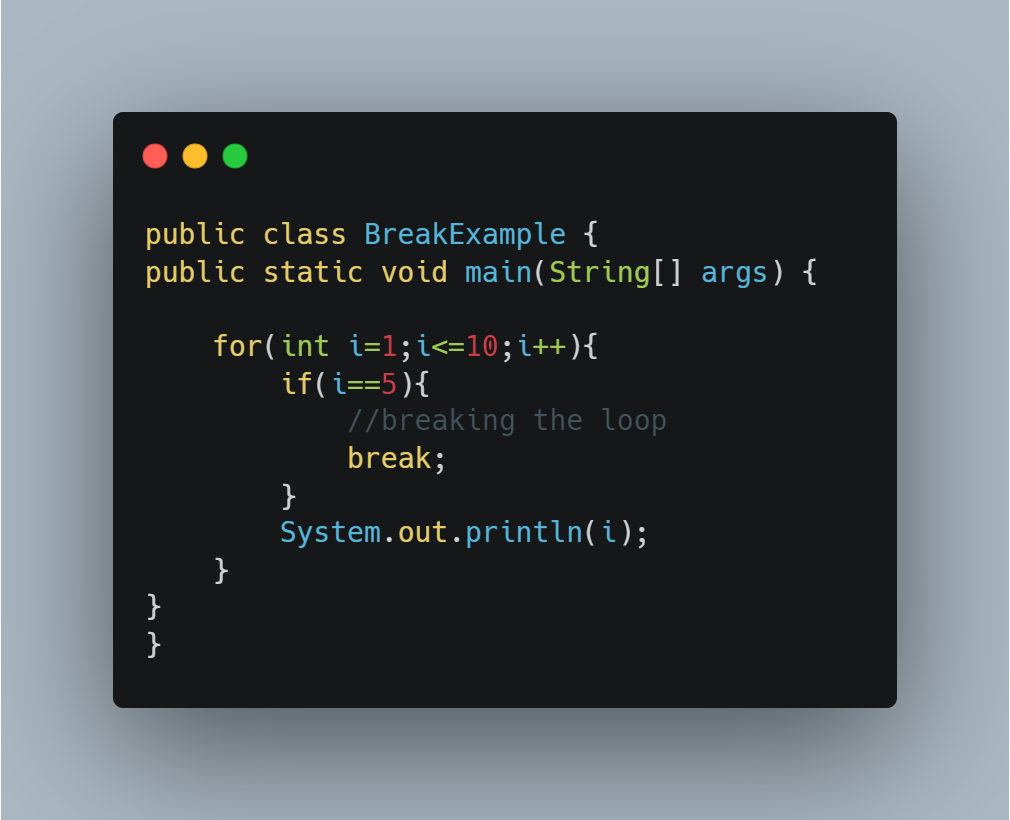 public class BreakExample {
public static void main(String[] args) {

    for(int i=1;i<=10;i++){
        if(i==5){
            //breaking the loop
            break;
        }
        System.out.println(i);
    }
}
}